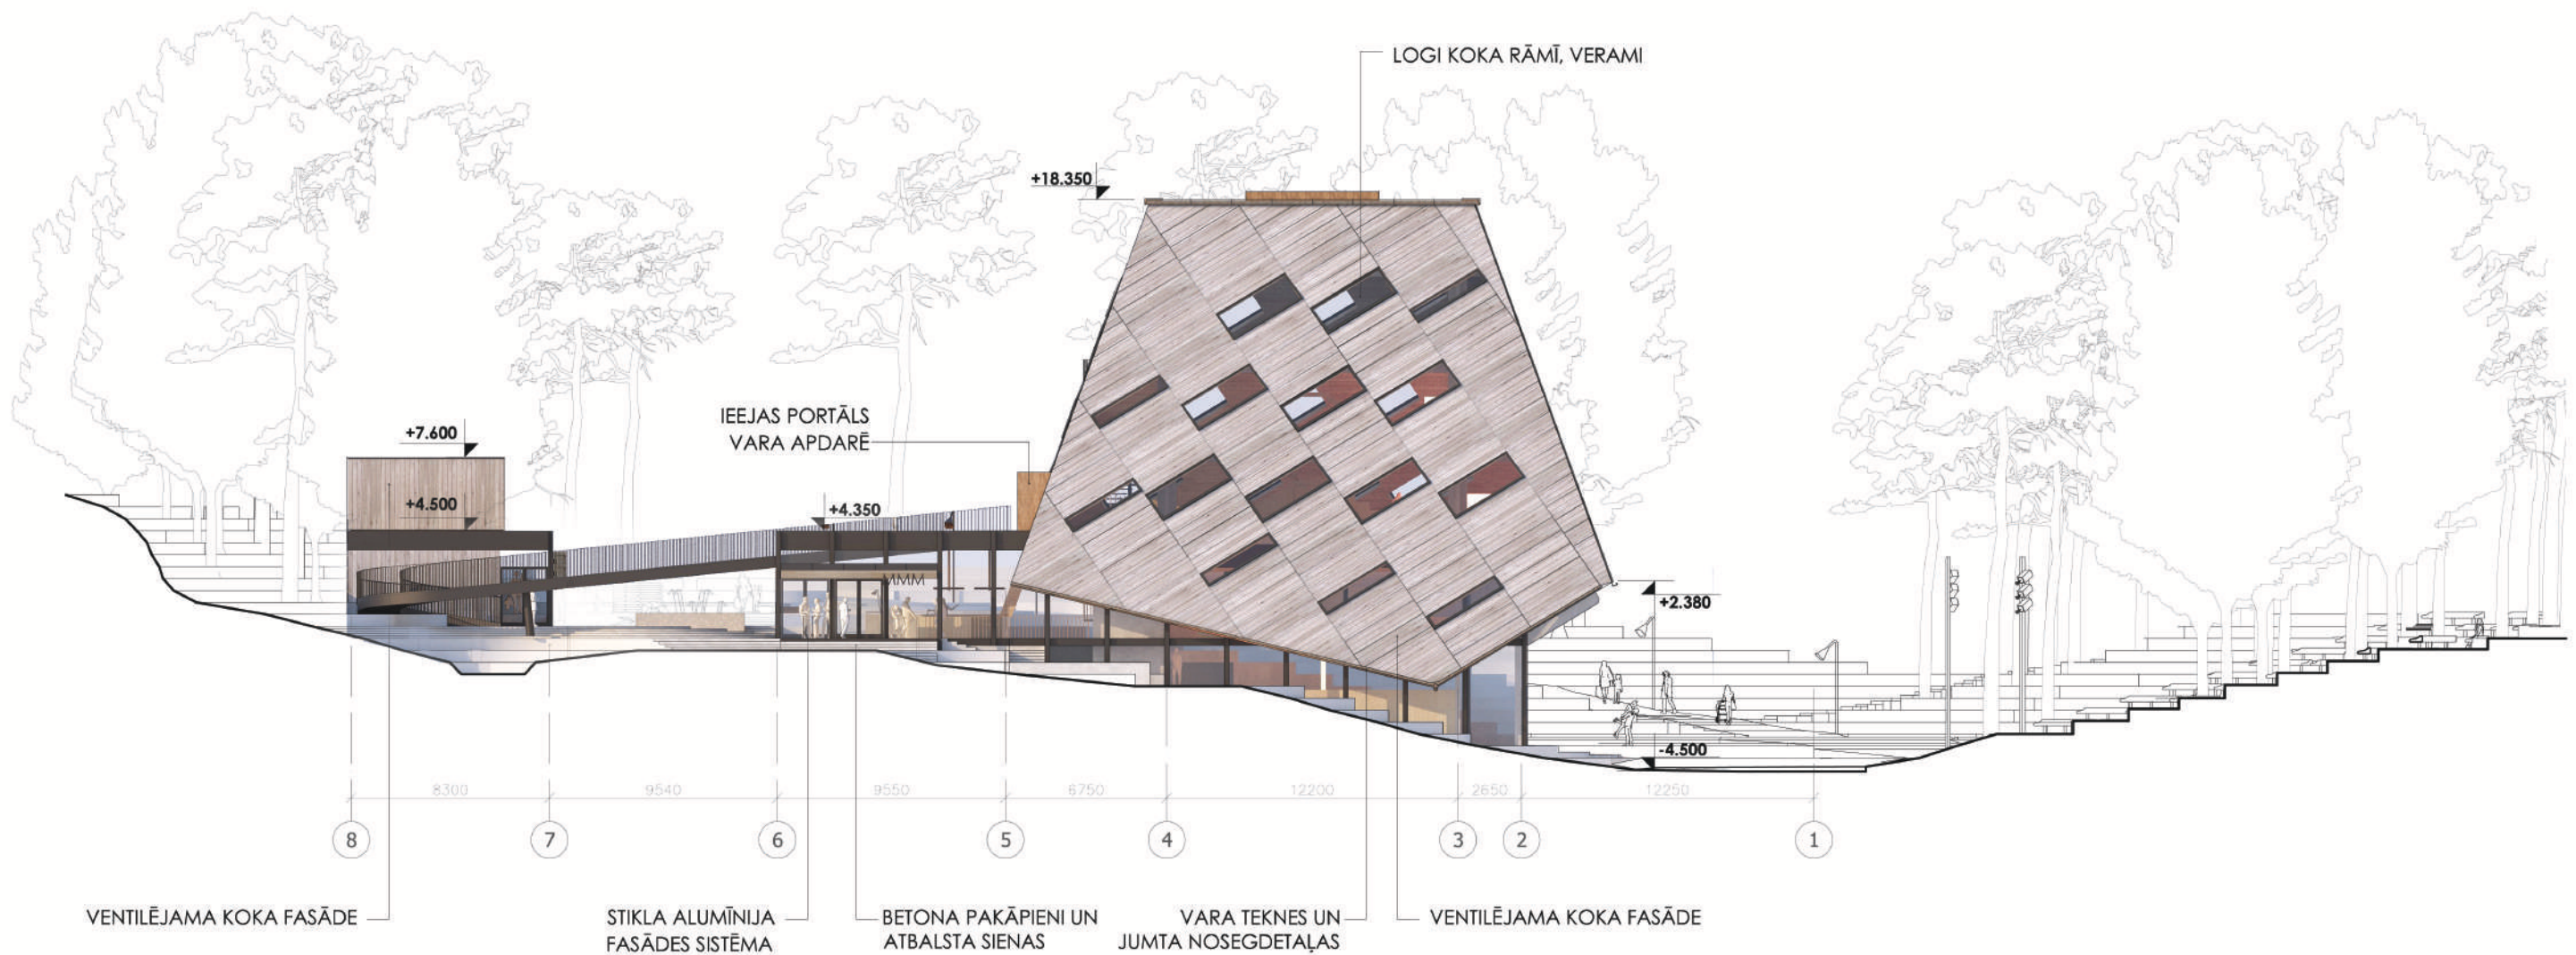 LOGI KOKA RĀMĪ, VERAMI
+18.350
IEEJAS PORTĀLS
VARA APDARĒ
+7.600
+4.500
+4.350
MMM
+2.380
-4.500
8300 9540 9550 6750 12200 2650 12250
8 7 6 5 4 3 2 1
VENTILĒJAMA KOKA FASĀDE
STIKLA ALUMĪNIJA
FASĀDES SISTĒMA
BETONA PAKĀPIENI UN
ATBALSTA SIENAS
VARA TEKNES UN
JUMTA NOSEGDETAĻAS
VENTILĒJAMA KOKA FASĀDE